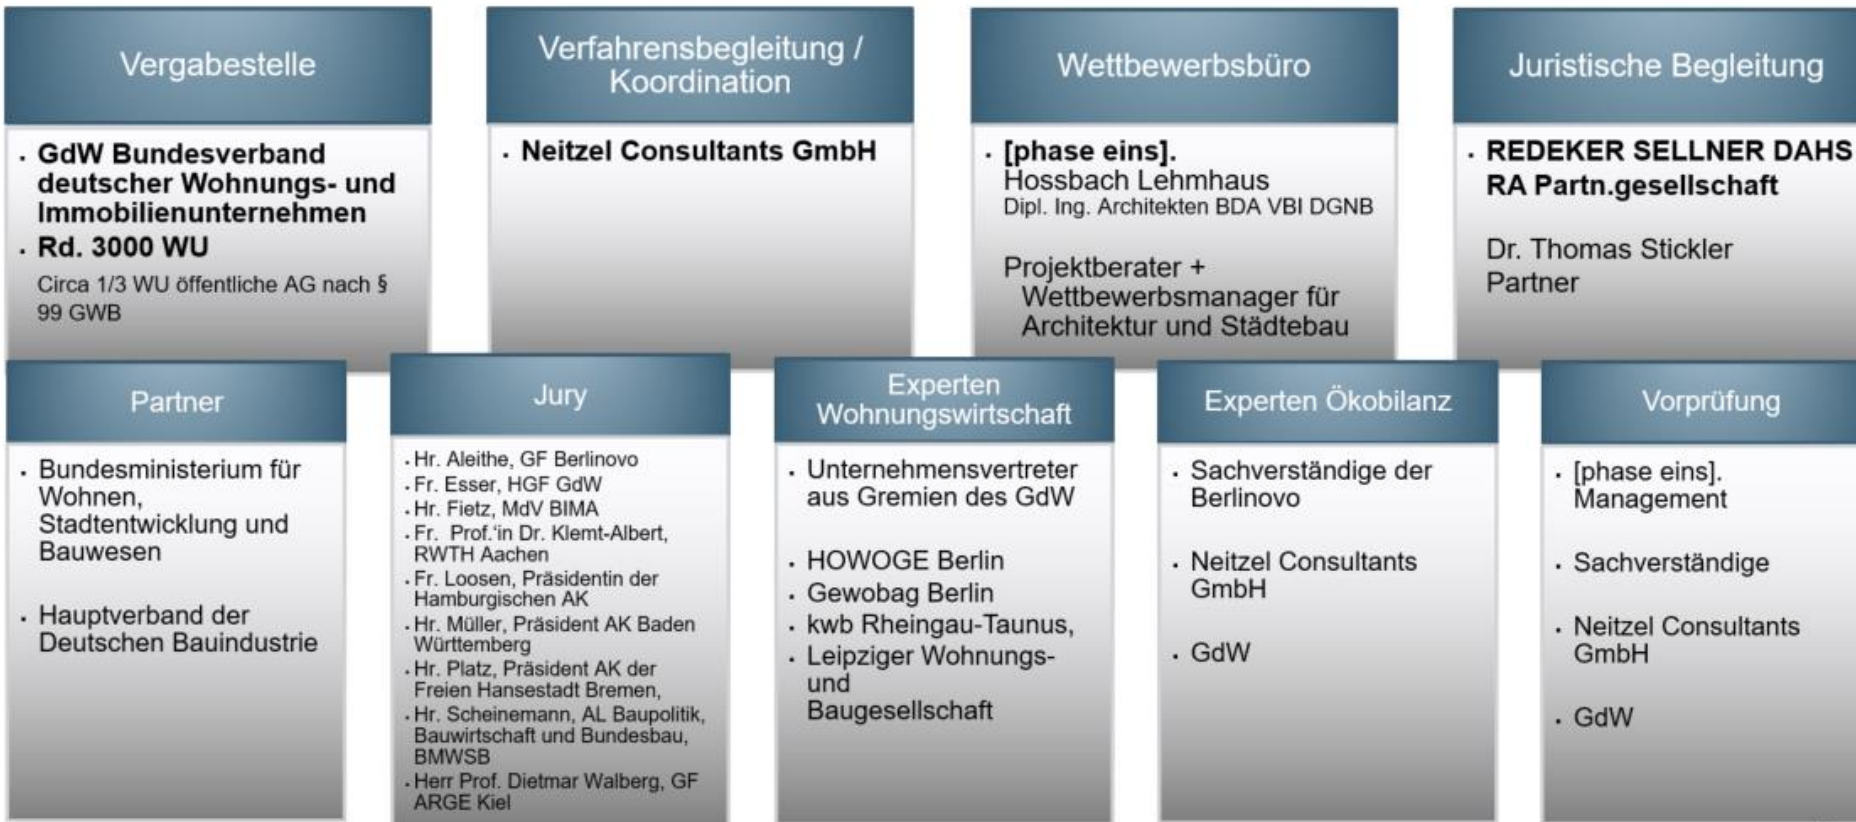 Vergabestelle
· GdW Bundesverband
deutscher Wohnungs- und
Immobilienunternehmen
· Rd. 3000 WU
Circa 1/3 WU öffentliche AG nach §
99 GWB
Verfahrensbegleitung /
Koordination
· Neitzel Consultants GmbH
Wettbewerbsbüro
· [phase eins].
Hossbach Lehmhaus
Dipl. Ing. Architekten BDA VBI DGNB
Projektberater +
Wettbewerbsmanager für
Architektur und Städtebau
Juristische Begleitung
· REDEKER SELLNER DAHS
RA Partn.gesellschaft
Dr. Thomas Stickler
Partner
Partner
· Bundesministerium für
Wohnen,
Stadtentwicklung und
Bauwesen
· Hauptverband der
Deutschen Bauindustrie
Jury
· Hr. Aleithe, GF Berlinovo
· Fr. Esser, HGF GdW
· Hr. Fietz, MdV BIMA
· Fr. Prof.‘in Dr. Klemt-Albert,
RWTH Aachen
· Fr. Loosen, Präsidentin der
Hamburgischen AK
· Hr. Müller, Präsident AK Baden
Württemberg
· Hr. Platz, Präsident AK der
Freien Hansestadt Bremen,
· Hr. Scheinemann, AL Baupolitik,
Bauwirtschaft und Bundesbau,
BMWSB
· Herr Prof. Dietmar Walberg, GF
ARGE Kiel
Experten
Wohnungswirtschaft
· Unternehmensvertreter
aus Gremien des GdW
· HOWOGE Berlin
· Gewobag Berlin
· kwb Rheingau-Taunus,
· Leipziger Wohnungs-
und
Baugesellschaft
Experten Ökobilanz
· Sachverständige der
Berlinovo
· Neitzel Consultants
GmbH
· GdW
Vorprüfung
· [phase eins].
Management
· Sachverständige
· Neitzel Consultants
GmbH
· GdW